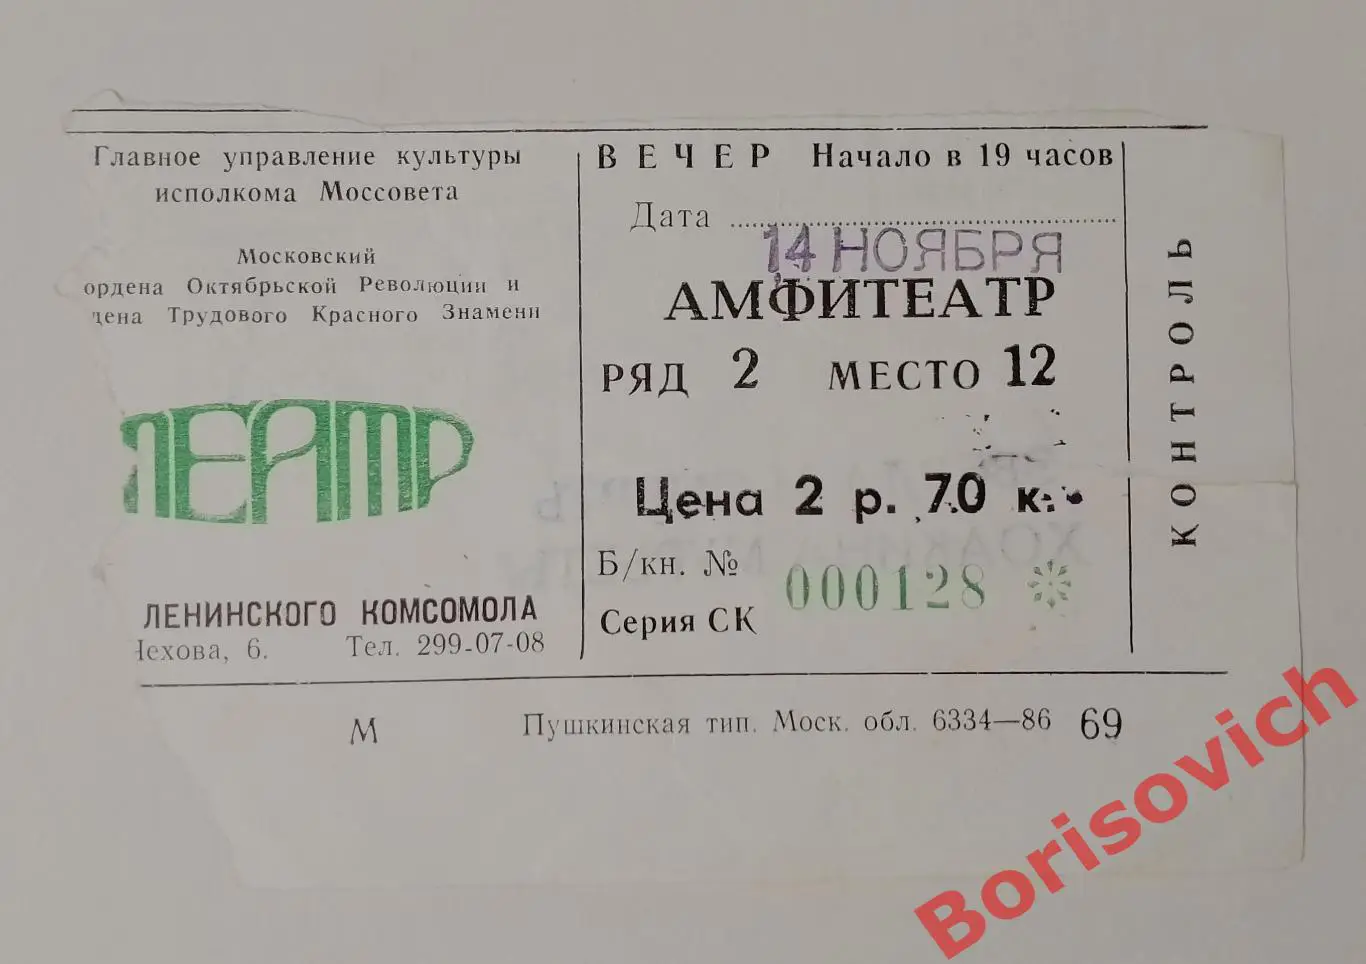 Главное управление культуры
исполкома Моссовета
Московский
ордена Октябрьской Революции и
дена Трудового Красного Знамени
ТЕАТР
ЛЕНИНСКОГО КОМСОМОЛА
Чехова, 6. Тел. 299-07-08
ВЕЧЕР Начало в 19 часов
Дата
14 НОЯБРЯ
АМФИТЕАТР
РЯД 2 МЕСТО 12
Цена 2 р. 70 к.
Б/кн. № 000128
Серия СК
КОНТРОЛЬ
М Пушкинская тип. Моск. обл. 6334—86 69
Borisovich